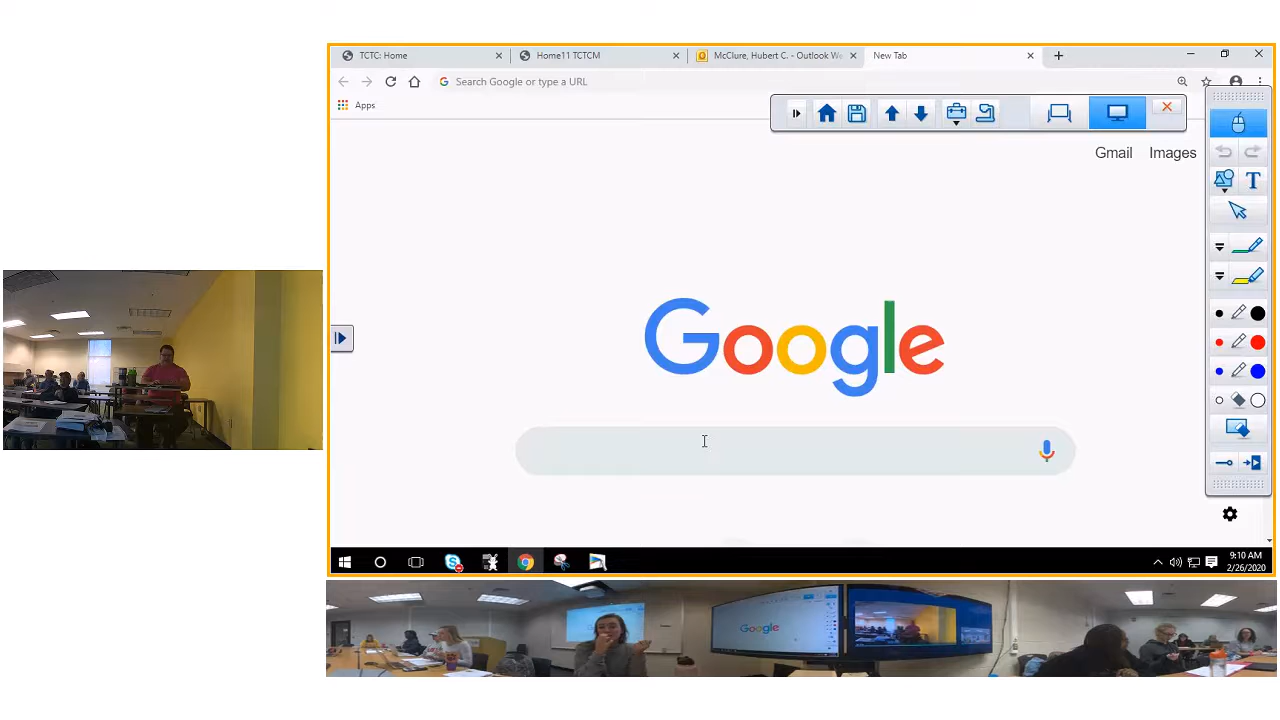 TCTC: Home
Home11 TCTCM
McClure, Hubert C. - Outlook W
New Tab
Search Google or type a URL
Apps
T
Gmail Images
Google
9:10 AM
2/26/2020
Google